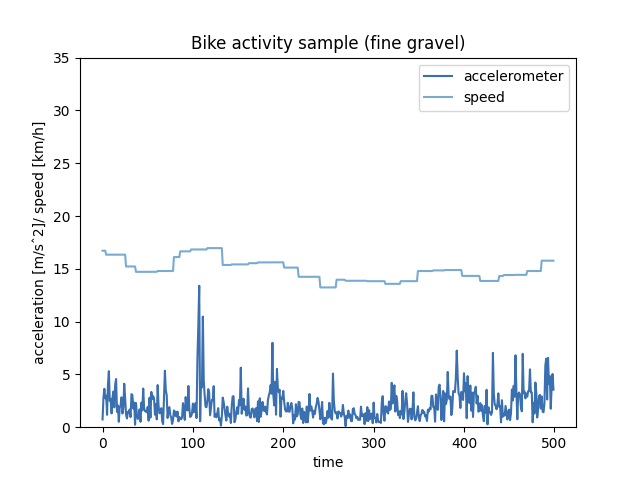 Bike activity sample (fine gravel)
accelerometer
speed
acceleration [m/s^2]/ speed [km/h]
35
30
25
20
15
10
5
0
0 100 200 300 400 500
time